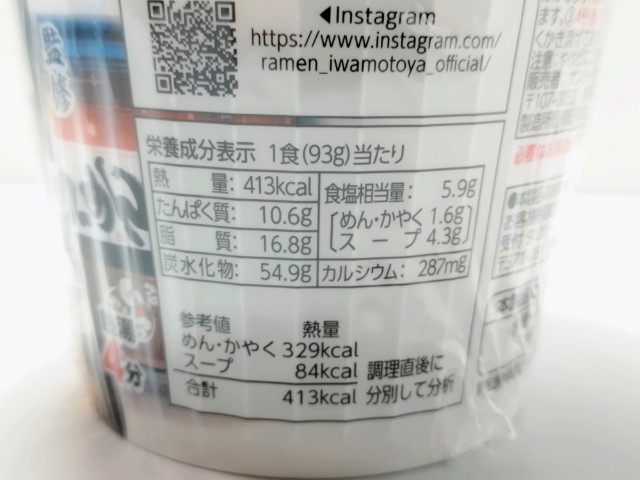 ◀Instagram
https://www.instagram.com/
ramen_iwamotoya_official/
監修
栄養成分表示 1食(93g)当たり
熱量: 413kcal
たんぱく質: 10.6g
脂質: 16.8g
炭水化物: 54.9g
食塩相当量: 5.9g
めん・かやく 1.6g
スープ 4.3g
カルシウム: 287mg
参考値 熱量
めん・かやく 329kcal
スープ 84kcal
合計 413kcal
調理直後に
分別して分析
4分